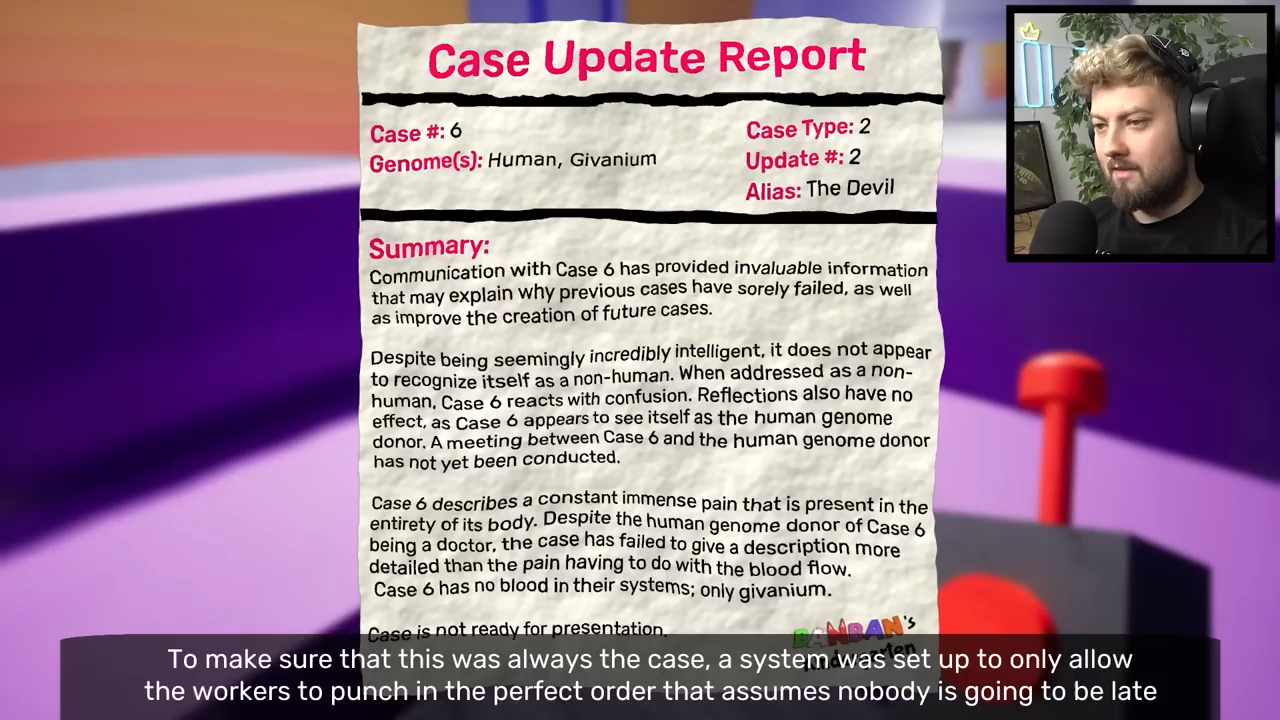 Case Update Report
Case #: 6
Genome(s): Human, Givanium
Case Type: 2
Update #: 2
Alias: The Devil
Summary:
Communication with Case 6 has provided invaluable information
that may explain why previous cases have sorely failed, as well
as improve the creation of future cases.
Despite being seemingly incredibly intelligent, it does not appear
to recognize itself as a non-human. When addressed as a non-
human, Case 6 reacts with confusion. Reflections also have no
effect, as Case 6 appears to see itself as the human genome
donor. A meeting between Case 6 and the human genome donor
has not yet been conducted.
Case 6 describes a constant immense pain that is present in the
entirety of its body. Despite the human genome donor of Case 6
being a doctor, the case has failed to give a description more
detailed than the pain having to do with the blood flow.
Case 6 has no blood in their systems; only givanium.
Case is not ready for presentation.
BANBAN's
Kindergarten
To make sure that this was always the case, a system was set up to only allow
the workers to punch in the perfect order that assumes nobody is going to be late